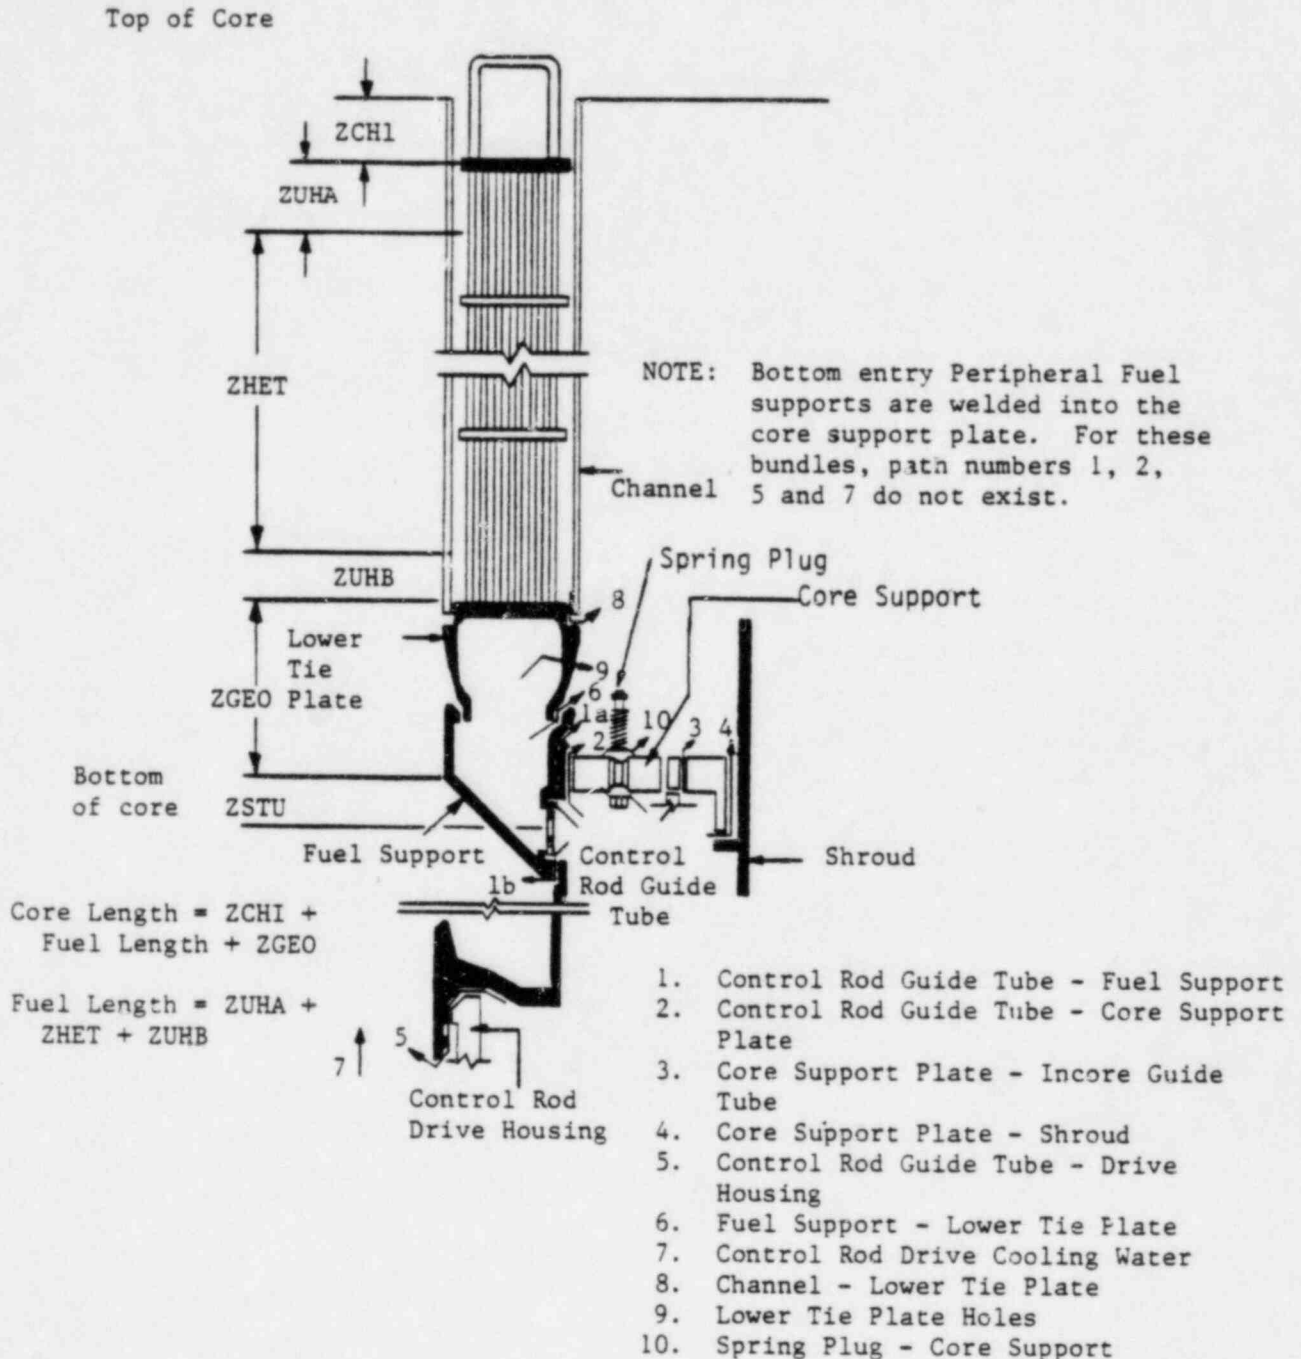 Top of Core
ZCH1
ZUHA
ZHET
NOTE: Bottom entry Peripheral Fuel
supports are welded into the
core support plate. For these
bundles, path numbers 1, 2,
5 and 7 do not exist.
Channel
Spring Plug
ZUHB
8
Core Support
Lower
Tie
Plate
ZGEO
9
6
1a
10
2
3
4
Bottom
of core
ZSTU
Fuel Support
Control
Rod Guide
Tube
Shroud
1b
Core Length = ZCHI +
Fuel Length + ZGEO
Fuel Length = ZUHA +
ZHET + ZUHB
5
7
Control Rod
Drive Housing
1. Control Rod Guide Tube - Fuel Support
2. Control Rod Guide Tube - Core Support
Plate
3. Core Support Plate - Incore Guide
Tube
4. Core Support Plate - Shroud
5. Control Rod Guide Tube - Drive
Housing
6. Fuel Support - Lower Tie Plate
7. Control Rod Drive Cooling Water
8. Channel - Lower Tie Plate
9. Lower Tie Plate Holes
10. Spring Plug - Core Support